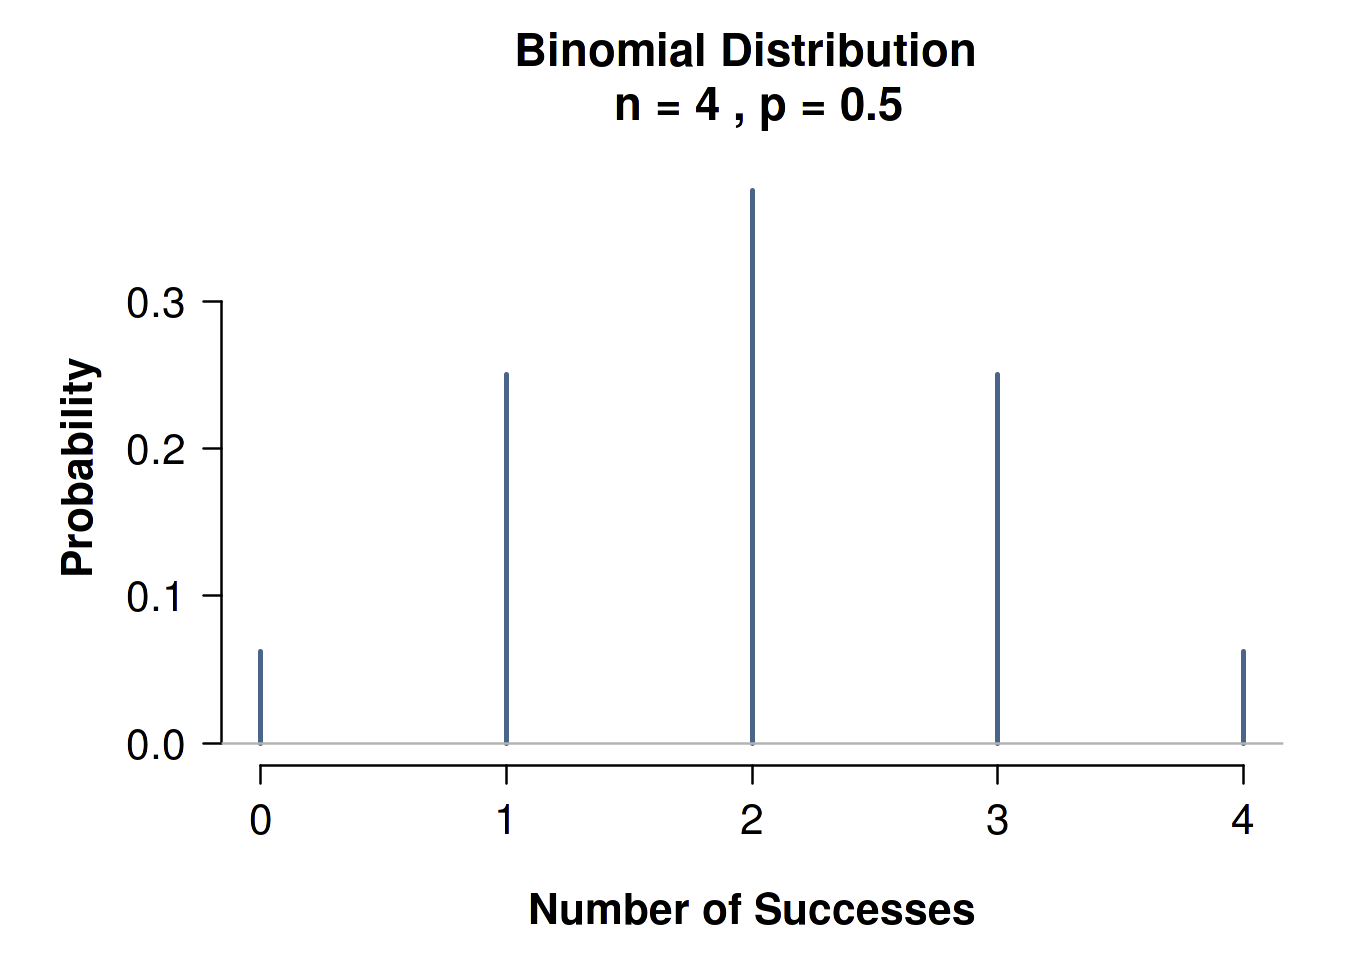 Binomial Distribution
n = 4 , p = 0.5
0.3
0.2
0.1
0.0
Probability
0 1 2 3 4
Number of Successes